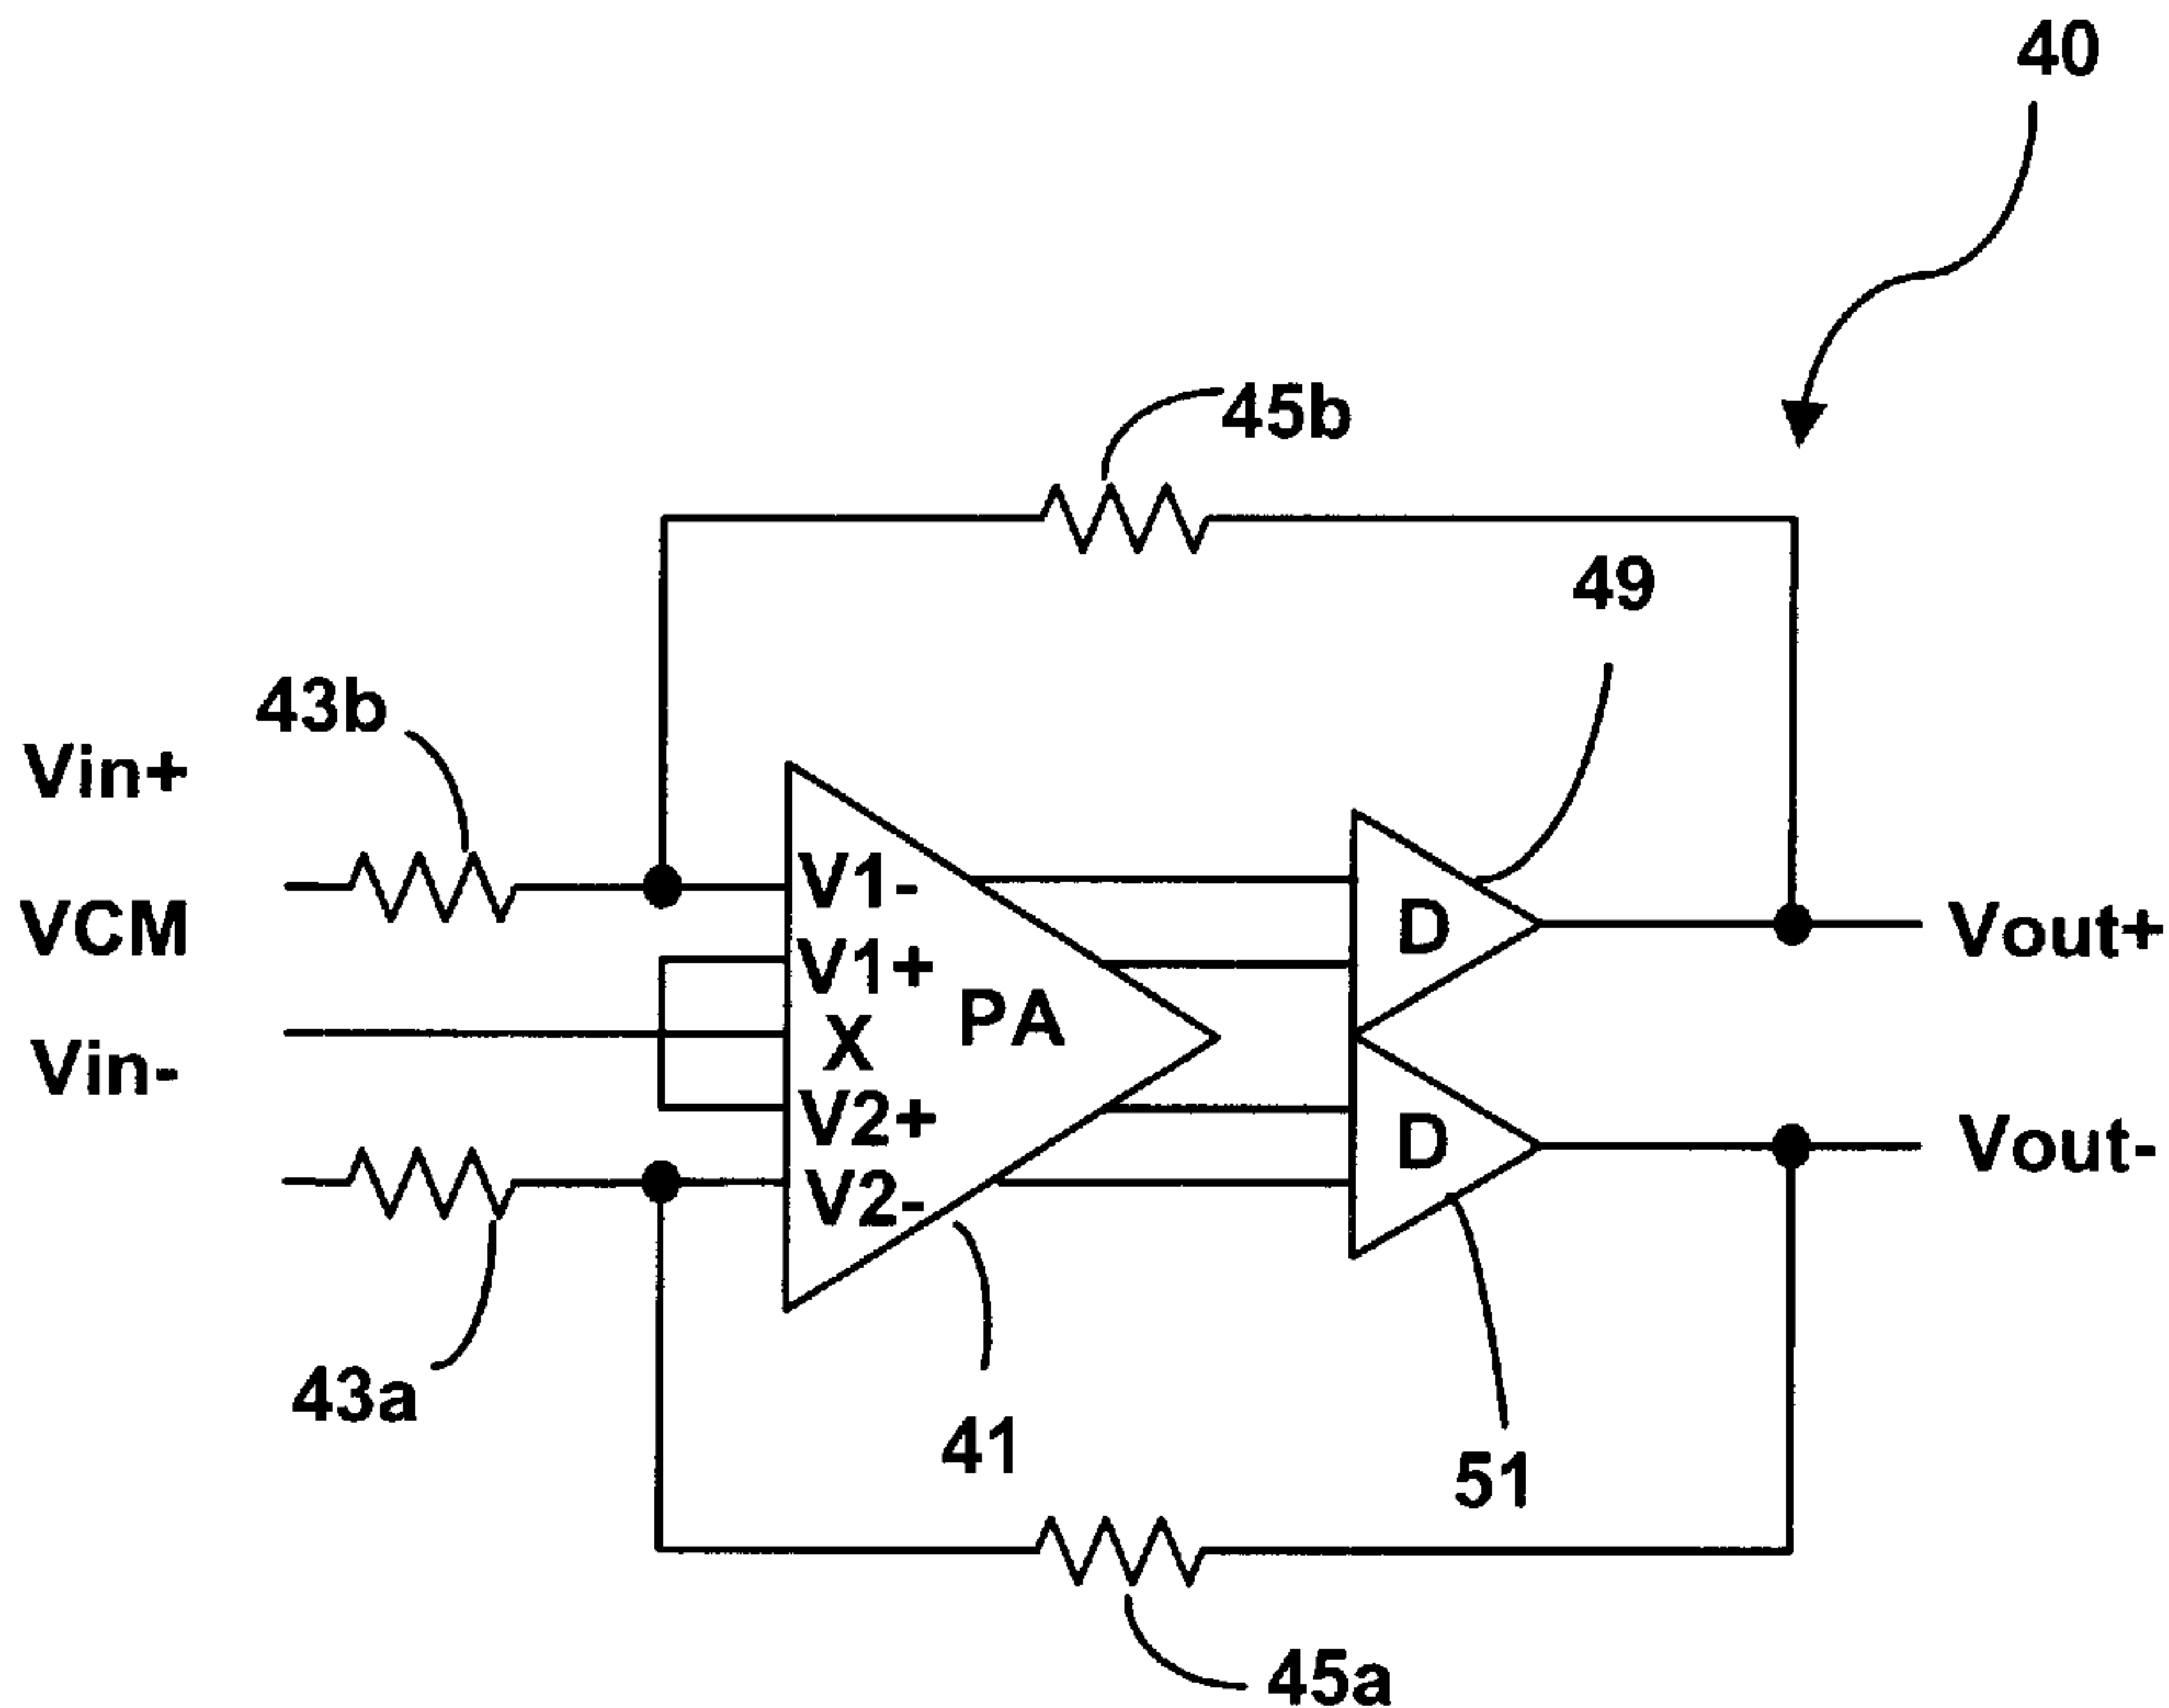 40
45b
49
43b
Vin+
V1-
D
VCM
Vout+
V1+
PA
X
Vin-
V2+
D
Vout-
V2-
43a
41
51
45a